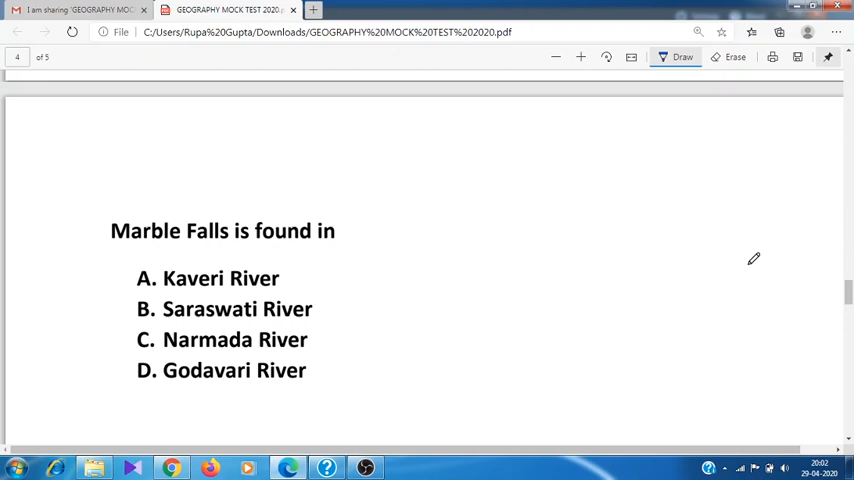 I am sharing 'GEOGRAPHY MOC
GEOGRAPHY MOCK TEST 2020.p
File
C:/Users/Rupa%20Gupta/Downloads/GEOGRAPHY%20MOCK%20TEST%202020.pdf
4 of 5
Draw
Erase
Marble Falls is found in
A. Kaveri River
B. Saraswati River
C. Narmada River
D. Godavari River
20:02
29-04-2020